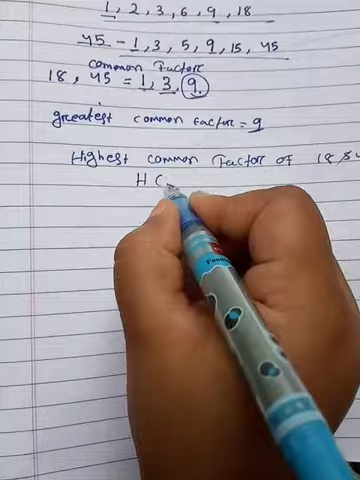 1, 2, 3, 6, 9, 18
45 - 1, 3, 5, 9, 15, 45
common Factor
18, 45 = 1, 3, 9.
greatest common Factor = 9
Highest common Factor of 18,
H C